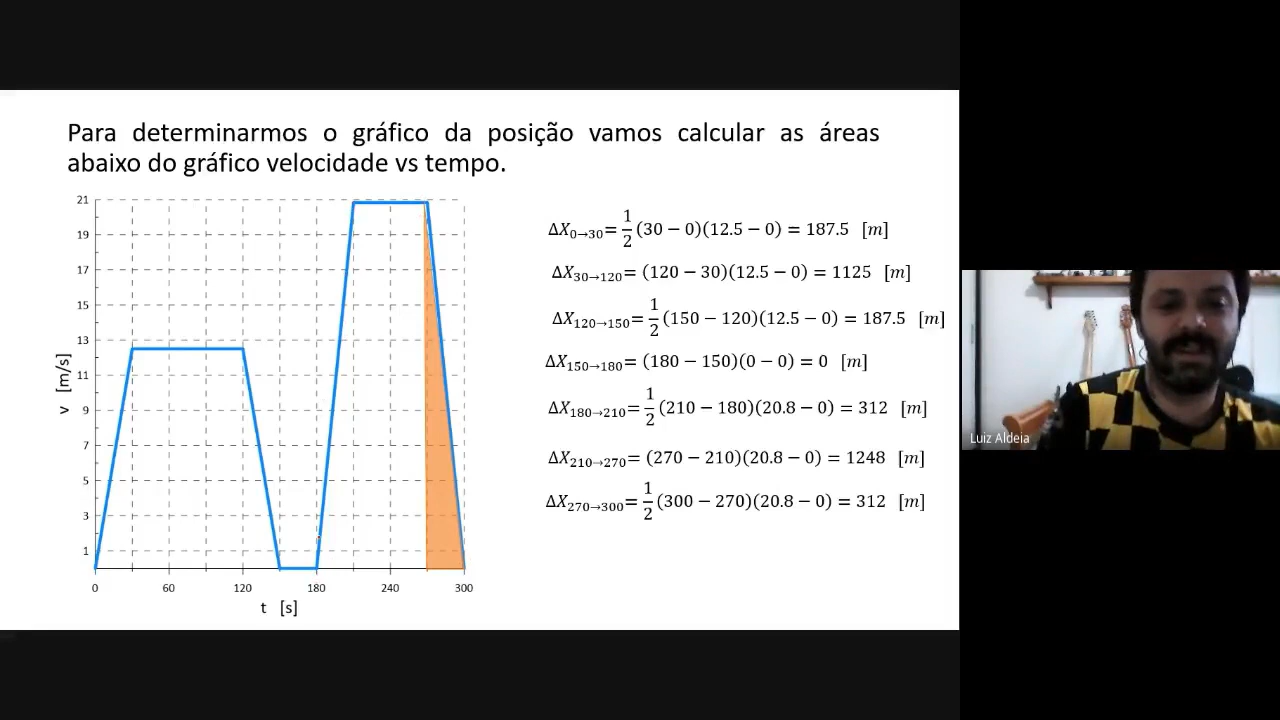 Para determinarmos o gráfico da posição vamos calcular as áreas
abaixo do gráfico velocidade vs tempo.
21
19
17
15
13
11
9
7
5
3
1
v [m/s]
0 60 120 180 240 300
t [s]
ΔX₀→₃₀= 1/2 (30 − 0)(12.5 − 0) = 187.5 [m]
ΔX₃₀→₁₂₀= (120 − 30)(12.5 − 0) = 1125 [m]
ΔX₁₂₀→₁₅₀= 1/2 (150 − 120)(12.5 − 0) = 187.5 [m]
ΔX₁₅₀→₁₈₀= (180 − 150)(0 − 0) = 0 [m]
ΔX₁₈₀→₂₁₀= 1/2 (210 − 180)(20.8 − 0) = 312 [m]
ΔX₂₁₀→₂₇₀= (270 − 210)(20.8 − 0) = 1248 [m]
ΔX₂₇₀→₃₀₀= 1/2 (300 − 270)(20.8 − 0) = 312 [m]
Luiz Aldeia